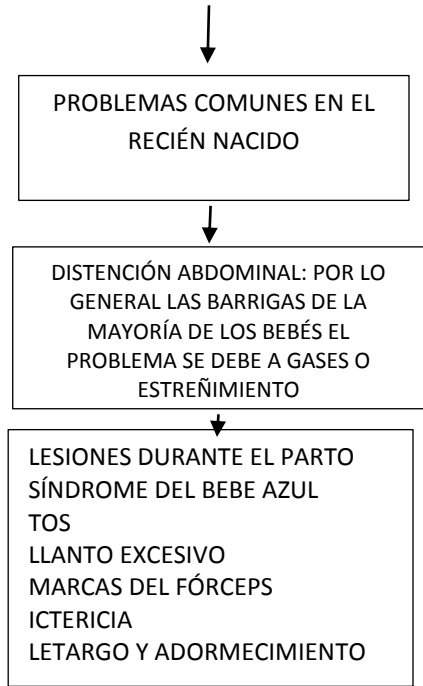 PROBLEMAS COMUNES EN EL
RECIÉN NACIDO
DISTENCIÓN ABDOMINAL: POR LO
GENERAL LAS BARRIGAS DE LA
MAYORÍA DE LOS BEBÉS EL
PROBLEMA SE DEBE A GASES O
ESTREÑIMIENTO
LESIONES DURANTE EL PARTO
SÍNDROME DEL BEBE AZUL
TOS
LLANTO EXCESIVO
MARCAS DEL FÓRCEPS
ICTERICIA
LETARGO Y ADORMECIMIENTO